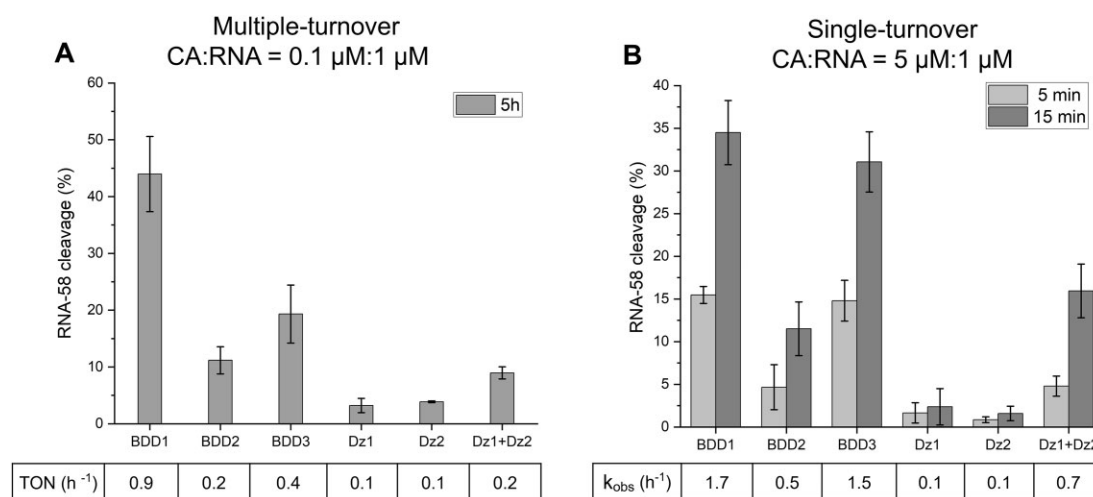 Multiple-turnover
CA:RNA = 0.1 µM:1 µM
A
RNA-58 cleavage (%)
60
50
40
30
20
10
0
5h
BDD1 BDD2 BDD3 Dz1 Dz2 Dz1+Dz2
TON (h⁻¹) 0.9 0.2 0.4 0.1 0.1 0.2
Single-turnover
CA:RNA = 5 µM:1 µM
B
RNA-58 cleavage (%)
40
35
30
25
20
15
10
5
0
5 min
15 min
BDD1 BDD2 BDD3 Dz1 Dz2 Dz1+Dz2
k_obs (h⁻¹) 1.7 0.5 1.5 0.1 0.1 0.7